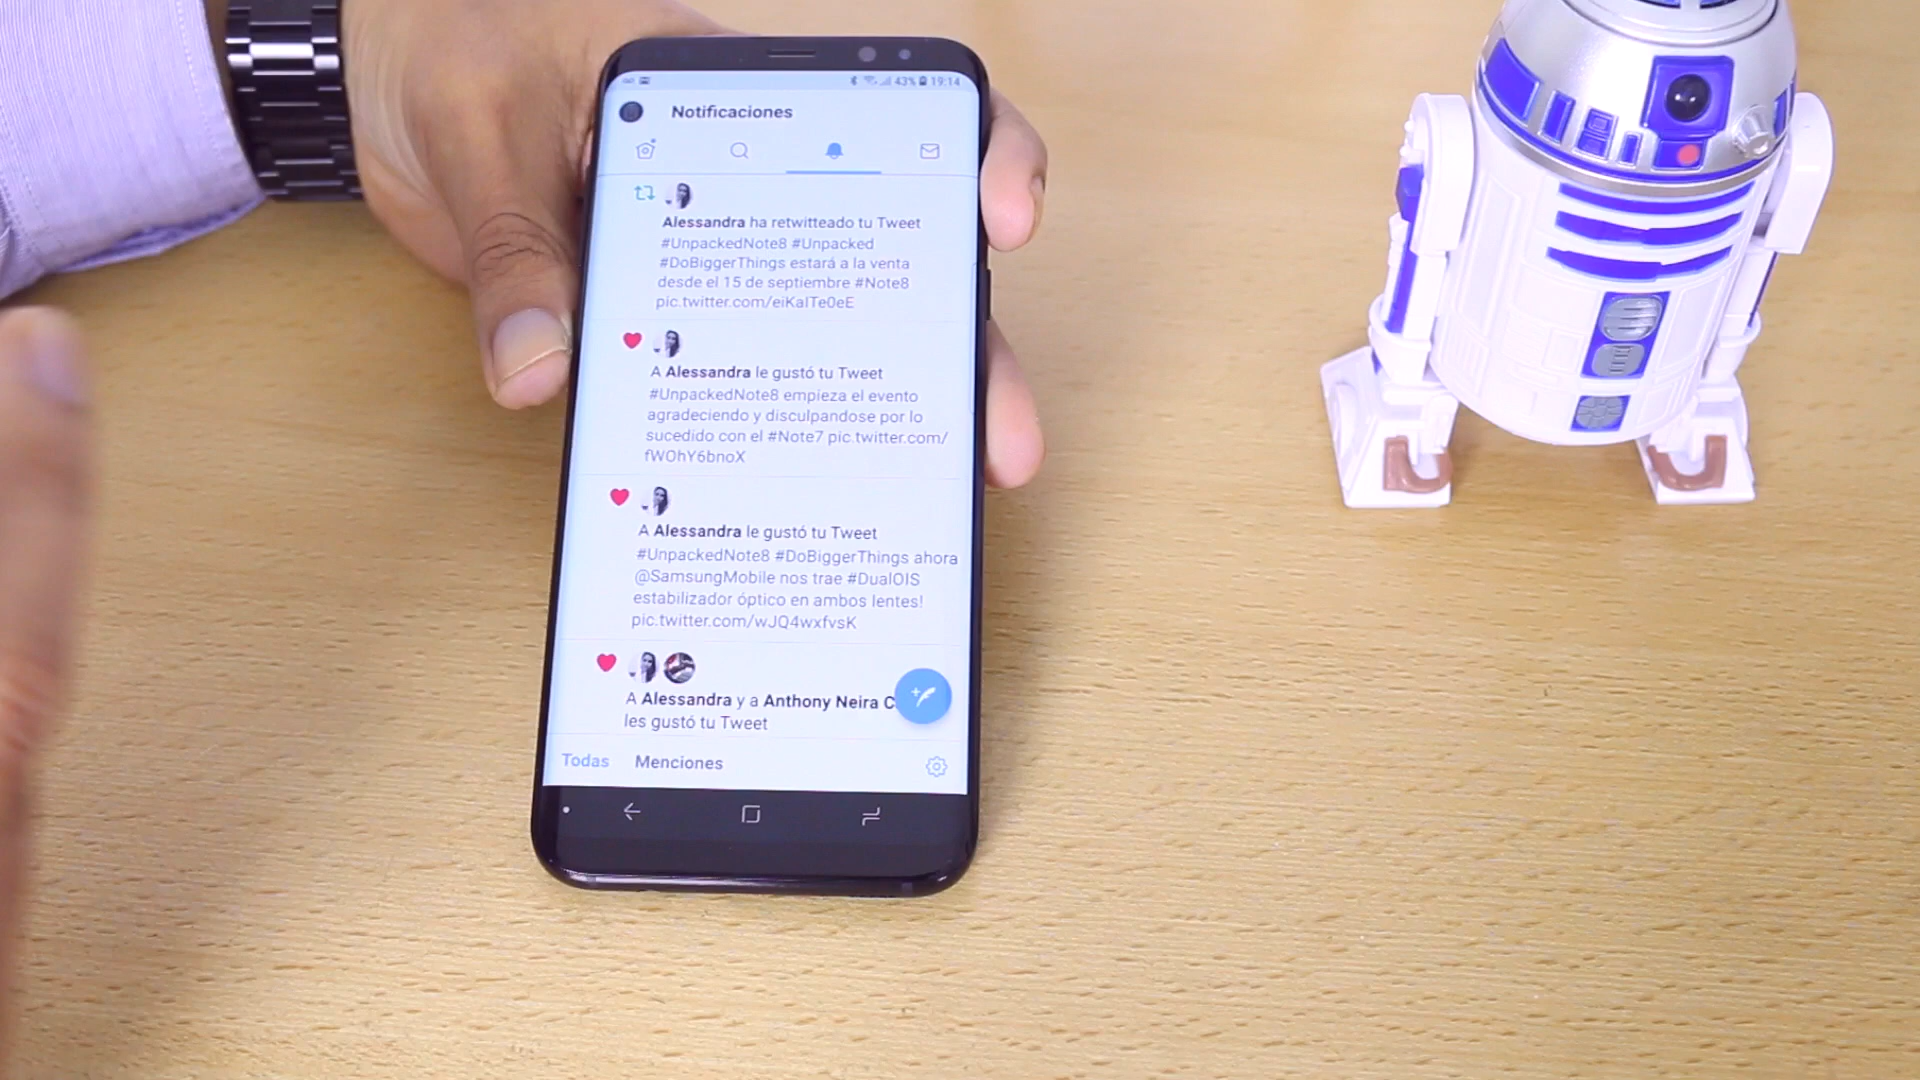 43% 19:14
Notificaciones
Alessandra ha retwitteado tu Tweet
#UnpackedNote8 #Unpacked
#DoBiggerThings estará a la venta
desde el 15 de septiembre #Note8
pic.twitter.com/eiKaITe0eE
A Alessandra le gustó tu Tweet
#UnpackedNote8 empieza el evento
agradeciendo y disculpandose por lo
sucedido con el #Note7 pic.twitter.com/
fWOhY6bnoX
A Alessandra le gustó tu Tweet
#UnpackedNote8 #DoBiggerThings ahora
@SamsungMobile nos trae #DualOIS
estabilizador óptico en ambos lentes!
pic.twitter.com/wJQ4wxfvsK
A Alessandra y a Anthony Neira C
les gustó tu Tweet
Todas Menciones